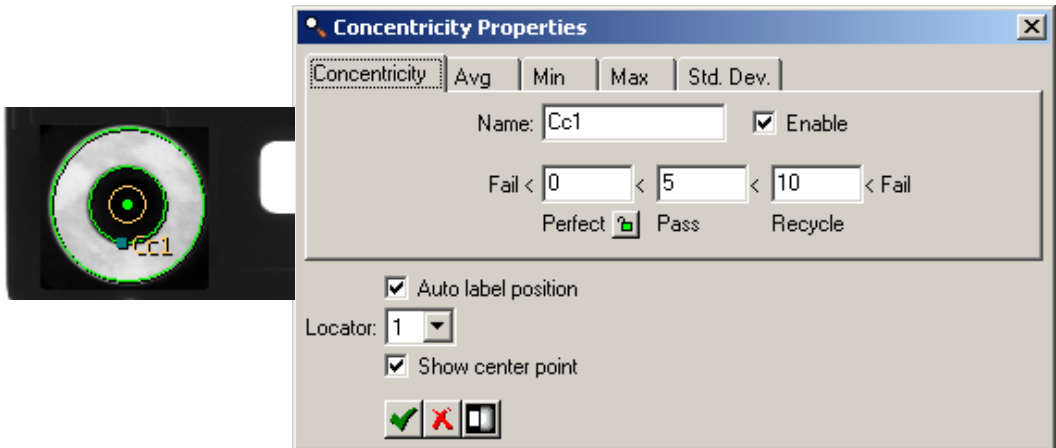 Concentricity Properties
Concentricity Avg Min Max Std. Dev.
Name: Cc1 Enable
Fail < 0 < 5 < 10 < Fail
Perfect Pass Recycle
Cc1
Auto label position
Locator: 1
Show center point